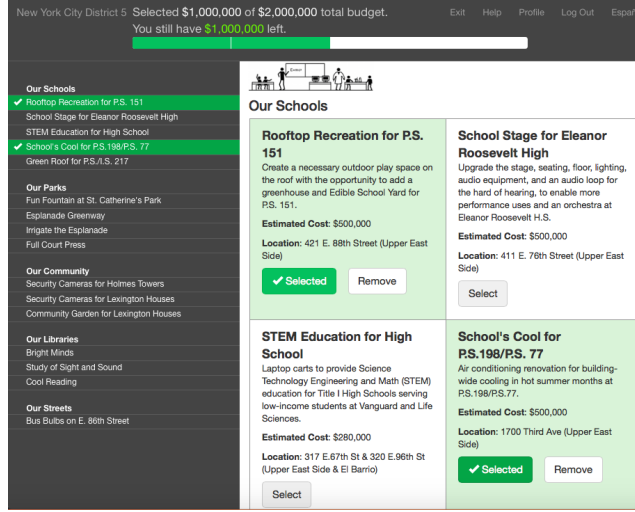 New York City District 5
Selected $1,000,000 of $2,000,000 total budget.
You still have $1,000,000 left.
Exit Help Profile Log Out Españ
Our Schools
Rooftop Recreation for P.S. 151
School Stage for Eleanor Roosevelt High
STEM Education for High School
School's Cool for P.S.198/P.S. 77
Green Roof for P.S./I.S. 217
Our Parks
Fun Fountain at St. Catherine's Park
Esplanade Greenway
Irrigate the Esplanade
Full Court Press
Our Community
Security Cameras for Holmes Towers
Security Cameras for Lexington Houses
Community Garden for Lexington Houses
Our Libraries
Bright Minds
Study of Sight and Sound
Cool Reading
Our Streets
Bus Bulbs on E. 86th Street
Our Schools
Rooftop Recreation for P.S.
151
Create a necessary outdoor play space on
the roof with the opportunity to add a
greenhouse and Edible School Yard for
P.S. 151.
Estimated Cost: $500,000
Location: 421 E. 88th Street (Upper East
Side)
Selected Remove
School Stage for Eleanor
Roosevelt High
Upgrade the stage, seating, floor, lighting,
audio equipment, and an audio loop for
the hard of hearing, to enable more
performance uses and an orchestra at
Eleanor Roosevelt H.S.
Estimated Cost: $500,000
Location: 411 E. 76th Street (Upper East
Side)
Select
STEM Education for High
School
Laptop carts to provide Science
Technology Engineering and Math (STEM)
education for Title I High Schools serving
low-income students at Vanguard and Life
Sciences.
Estimated Cost: $280,000
Location: 317 E.67th St & 320 E.96th St
(Upper East Side & El Barrio)
Select
School's Cool for
P.S.198/P.S. 77
Air conditioning renovation for building-
wide cooling in hot summer months at
P.S.198/P.S.77.
Estimated Cost: $500,000
Location: 1700 Third Ave (Upper East
Side)
Selected Remove